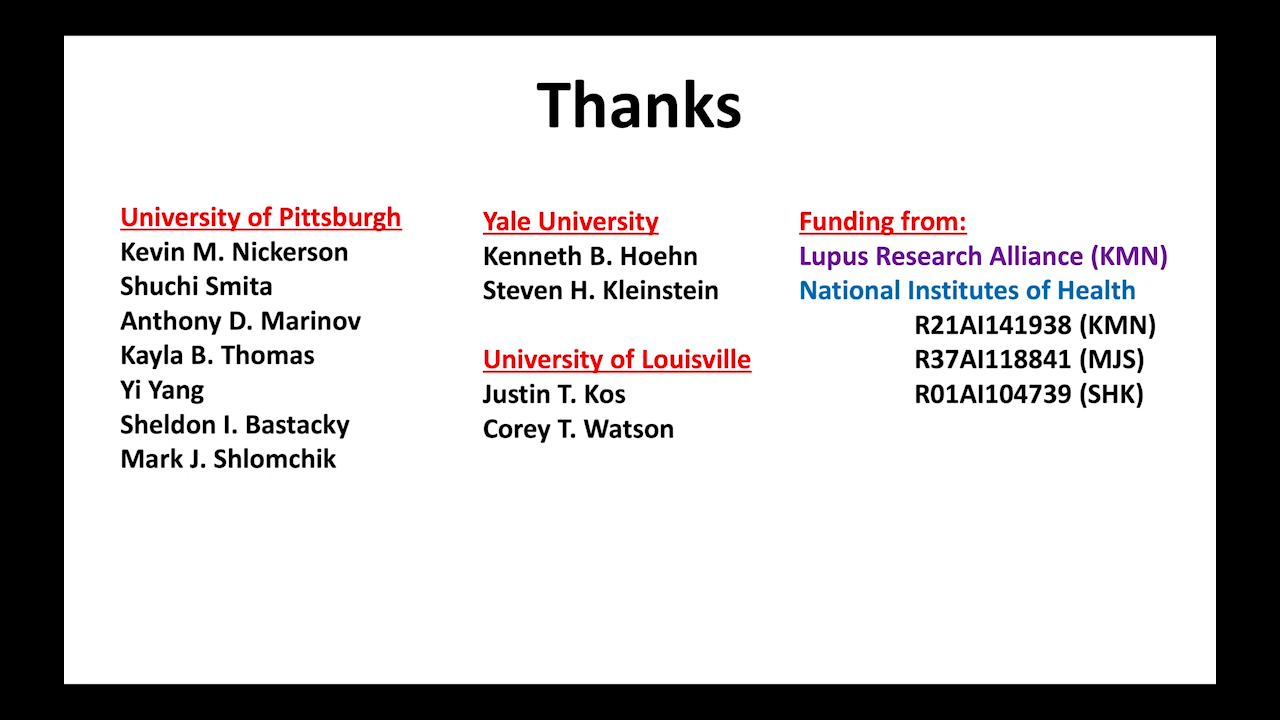 Thanks
University of Pittsburgh
Kevin M. Nickerson
Shuchi Smita
Anthony D. Marinov
Kayla B. Thomas
Yi Yang
Sheldon I. Bastacky
Mark J. Shlomchik
Yale University
Kenneth B. Hoehn
Steven H. Kleinstein
University of Louisville
Justin T. Kos
Corey T. Watson
Funding from:
Lupus Research Alliance (KMN)
National Institutes of Health
R21AI141938 (KMN)
R37AI118841 (MJS)
R01AI104739 (SHK)